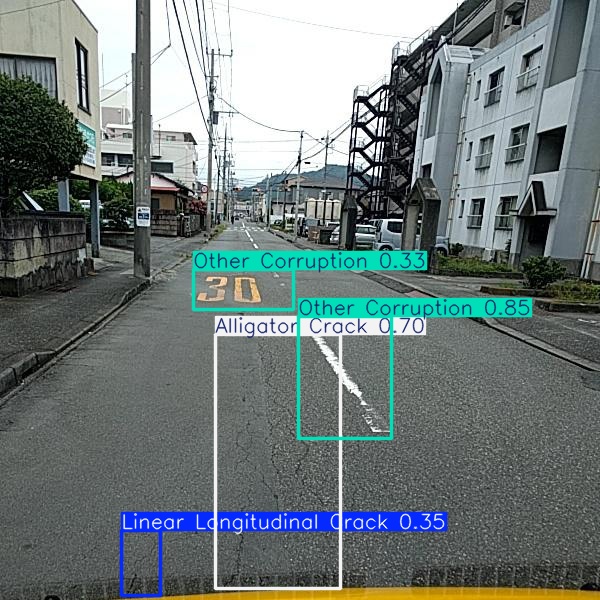 Other Corruption 0.33
30
Other Corruption 0.85
Alligator Crack 0.70
Linear Longitudinal Crack 0.35